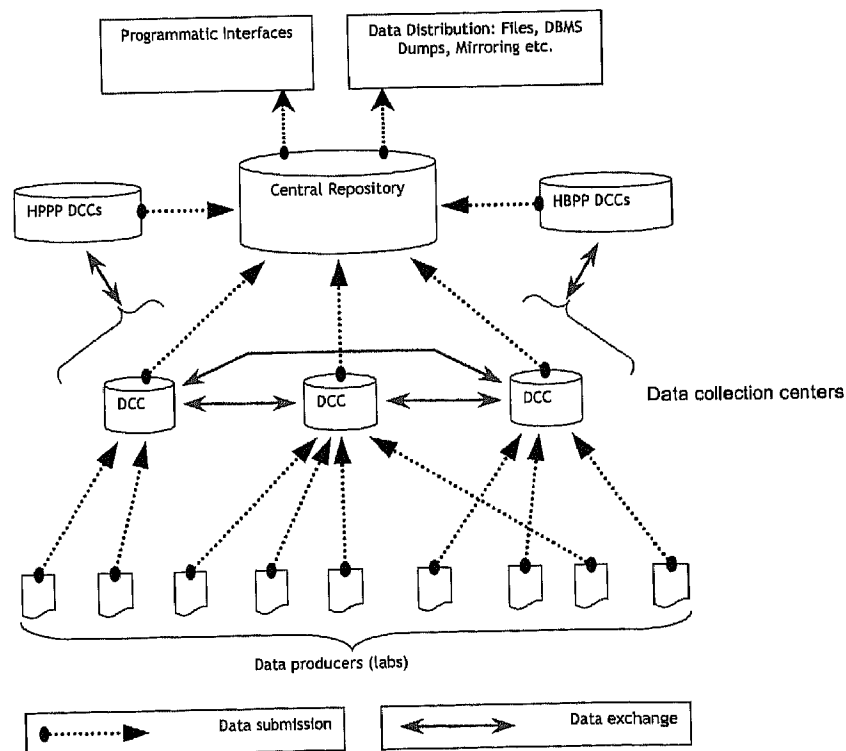 Programmatic Interfaces
Data Distribution: Files, DBMS
Dumps, Mirroring etc.
Central Repository
HPPP DCCs
HBPP DCCs
DCC
DCC
DCC
Data collection centers
Data producers (labs)
Data submission
Data exchange